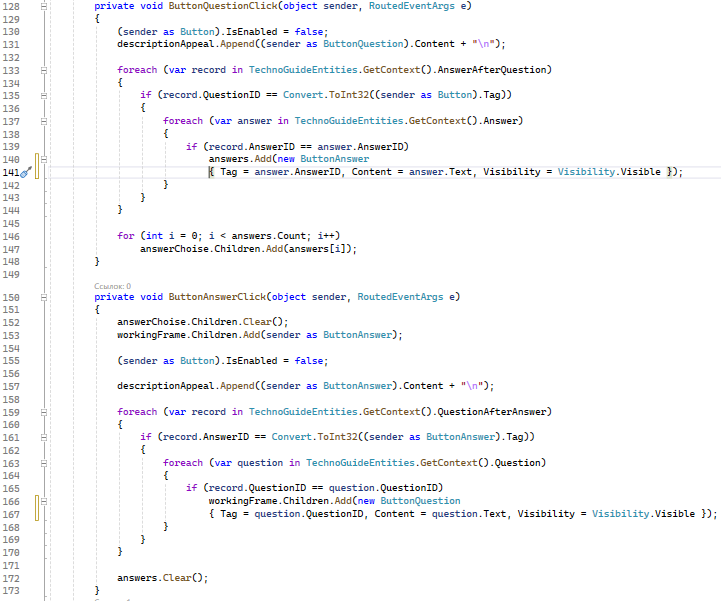 128 private void ButtonQuestionClick(object sender, RoutedEventArgs e)
129 {
130 (sender as Button).IsEnabled = false;
131 descriptionAppeal.Append((sender as ButtonQuestion).Content + "\n");
132
133 foreach (var record in TechnoGuideEntities.GetContext().AnswerAfterQuestion)
134 {
135 if (record.QuestionID == Convert.ToInt32((sender as Button).Tag))
136 {
137 foreach (var answer in TechnoGuideEntities.GetContext().Answer)
138 {
139 if (record.AnswerID == answer.AnswerID)
140 answers.Add(new ButtonAnswer
141 { Tag = answer.AnswerID, Content = answer.Text, Visibility = Visibility.Visible });
142 }
143 }
144 }
145
146 for (int i = 0; i < answers.Count; i++)
147 answerChoise.Children.Add(answers[i]);
148 }
149
Ссылок: 0
150 private void ButtonAnswerClick(object sender, RoutedEventArgs e)
151 {
152 answerChoise.Children.Clear();
153 workingFrame.Children.Add(sender as ButtonAnswer);
154
155 (sender as Button).IsEnabled = false;
156
157 descriptionAppeal.Append((sender as ButtonAnswer).Content + "\n");
158
159 foreach (var record in TechnoGuideEntities.GetContext().QuestionAfterAnswer)
160 {
161 if (record.AnswerID == Convert.ToInt32((sender as ButtonAnswer).Tag))
162 {
163 foreach (var question in TechnoGuideEntities.GetContext().Question)
164 {
165 if (record.QuestionID == question.QuestionID)
166 workingFrame.Children.Add(new ButtonQuestion
167 { Tag = question.QuestionID, Content = question.Text, Visibility = Visibility.Visible });
168 }
169 }
170 }
171
172 answers.Clear();
173 }